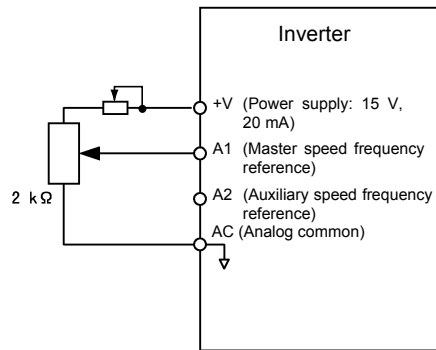 Inverter
+V (Power supply: 15 V,
20 mA)
A1 (Master speed frequency
reference)
2 kΩ
A2 (Auxiliary speed frequency
reference)
AC (Analog common)